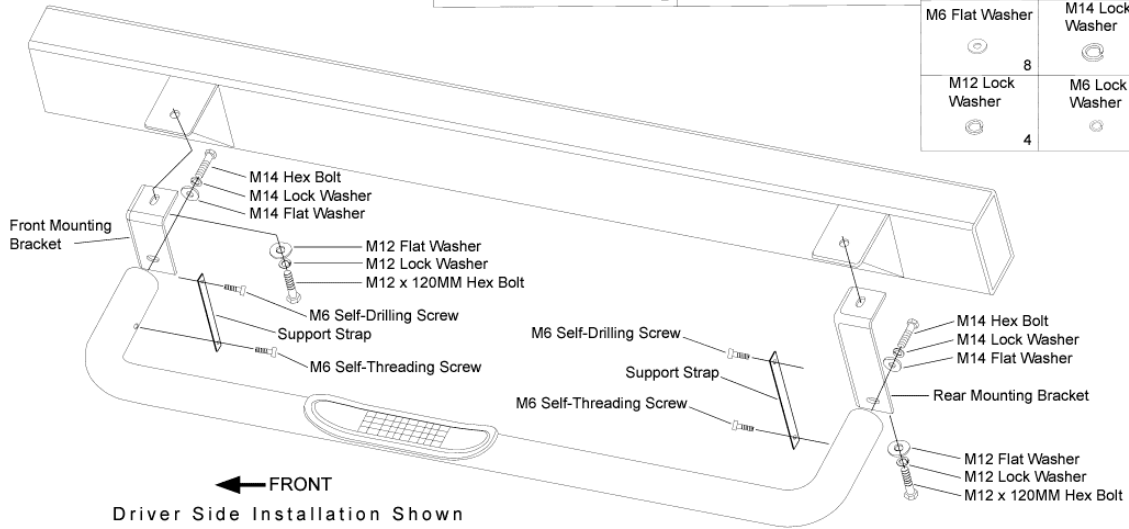 M6 Flat Washer
8
M14 Lock
Washer
M12 Lock
Washer
4
M6 Lock
Washer
M14 Hex Bolt
M14 Lock Washer
M14 Flat Washer
Front Mounting
Bracket
M12 Flat Washer
M12 Lock Washer
M12 x 120MM Hex Bolt
M6 Self-Drilling Screw
Support Strap
M6 Self-Threading Screw
M6 Self-Drilling Screw
Support Strap
M6 Self-Threading Screw
M14 Hex Bolt
M14 Lock Washer
M14 Flat Washer
Rear Mounting Bracket
M12 Flat Washer
M12 Lock Washer
M12 x 120MM Hex Bolt
FRONT
Driver Side Installation Shown